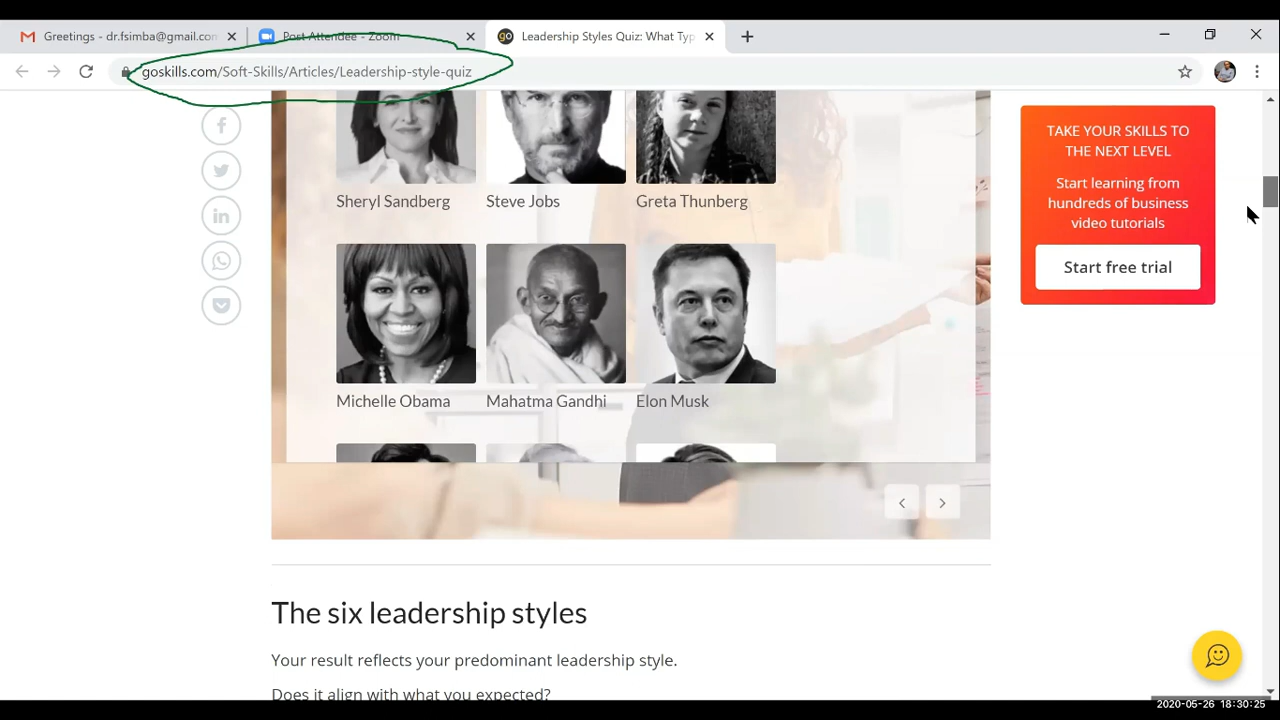 Greetings - dr.fsimba@gmail.co
Post Attendee - Zoom
Leadership Styles Quiz: What Typ
goskills.com/Soft-Skills/Articles/Leadership-style-quiz
Sheryl Sandberg
Steve Jobs
Greta Thunberg
Michelle Obama
Mahatma Gandhi
Elon Musk
TAKE YOUR SKILLS TO
THE NEXT LEVEL
Start learning from
hundreds of business
video tutorials
Start free trial
The six leadership styles
Your result reflects your predominant leadership style.
Does it align with what you expected?
2020-05-26 18:30:25